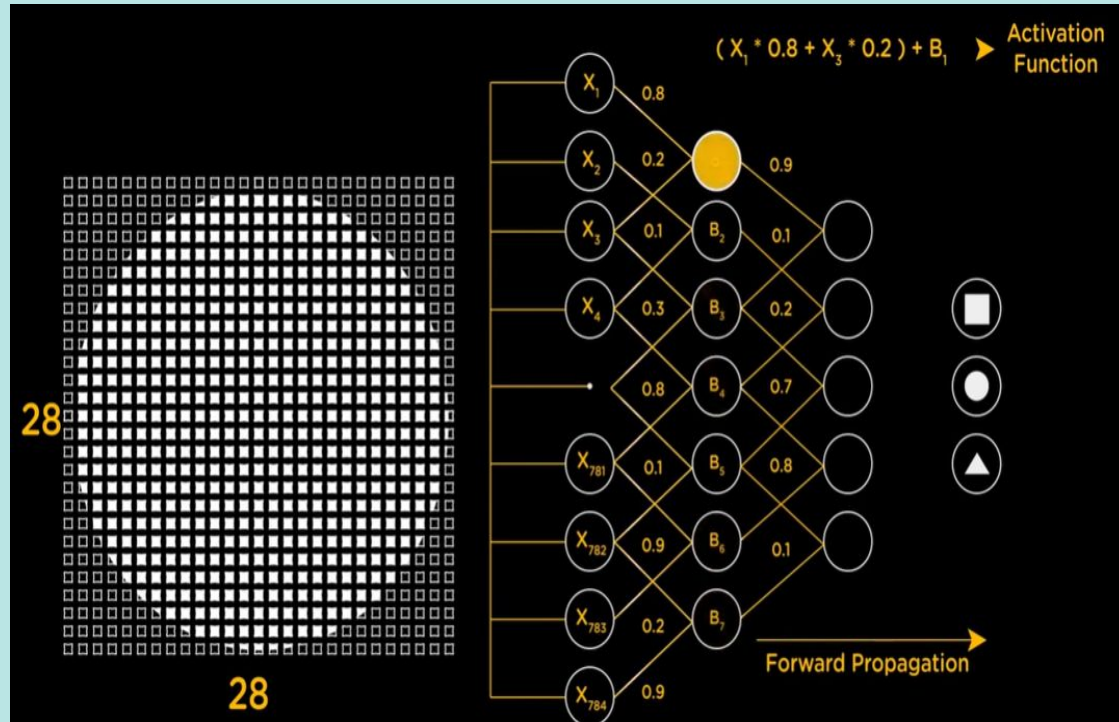 ( X₁ * 0.8 + X₃ * 0.2 ) + B₁
Activation
Function
28
28
X₁
X₂
X₃
X₄
X₇₈₁
X₇₈₂
X₇₈₃
X₇₈₄
0.8
0.2
0.1
0.3
0.8
0.1
0.9
0.2
0.9
B₂
B₃
B₄
B₅
B₆
B₇
0.9
0.1
0.2
0.7
0.8
0.1
Forward Propagation